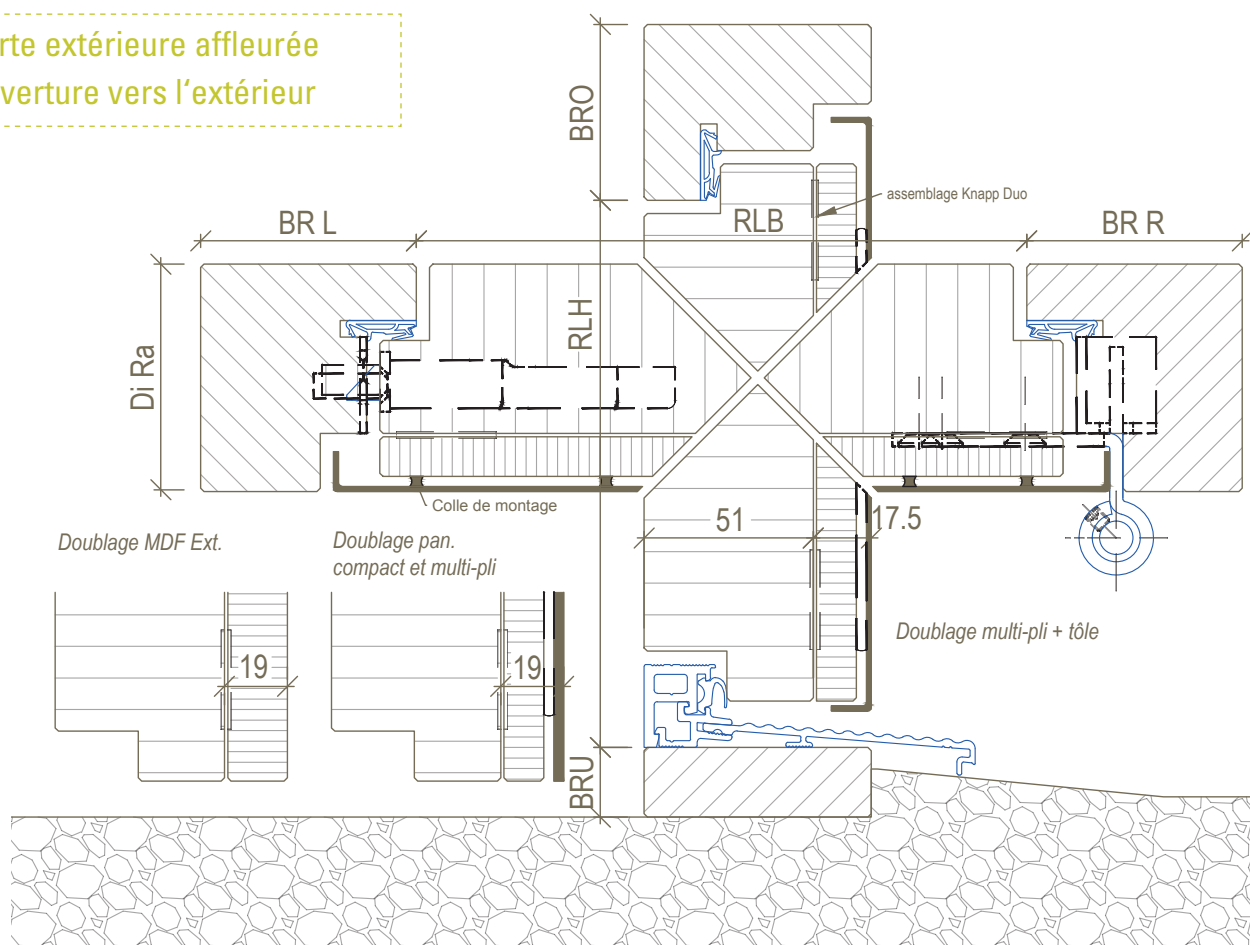 rte extérieure affleurée
verture vers l'extérieur
BRO
assemblage Knapp Duo
BR L
RLB
BR R
RLH
Di Ra
Colle de montage
51
17.5
Doublage MDF Ext.
Doublage pan.
compact et multi-pli
Doublage multi-pli + tôle
19
19
BRU